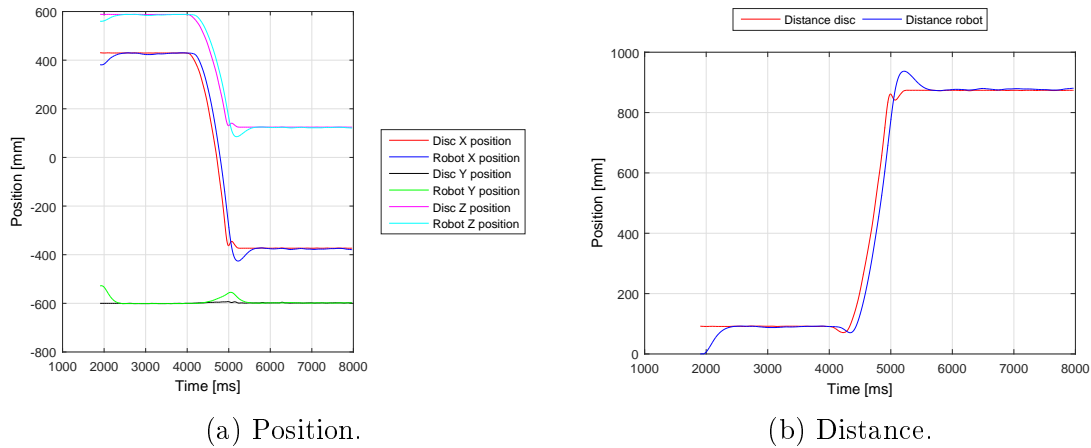 600
400
200
0
-200
-400
-600
-800
1000 2000 3000 4000 5000 6000 7000 8000
Position [mm]
Time [ms]
Disc X position
Robot X position
Disc Y position
Robot Y position
Disc Z position
Robot Z position
(a) Position.
Distance disc Distance robot
1000
800
600
400
200
0
1000 2000 3000 4000 5000 6000 7000 8000
Position [mm]
Time [ms]
(b) Distance.